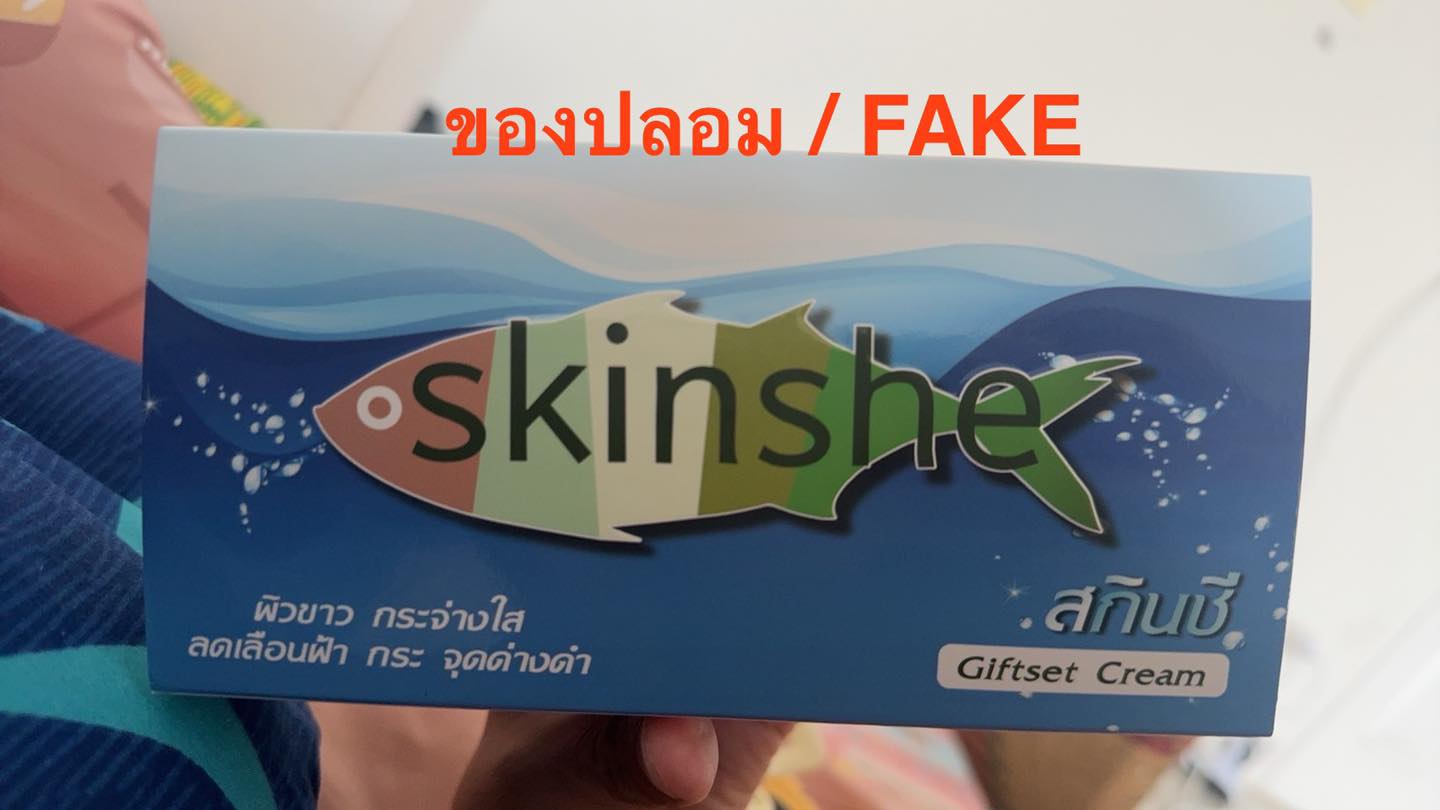 ของปลอม / FAKE
skinshe
ผิวขาว กระจ่างใส
ลดเลือนฝ้า กระ จุดด่างดำ
สกินชี
Giftset Cream